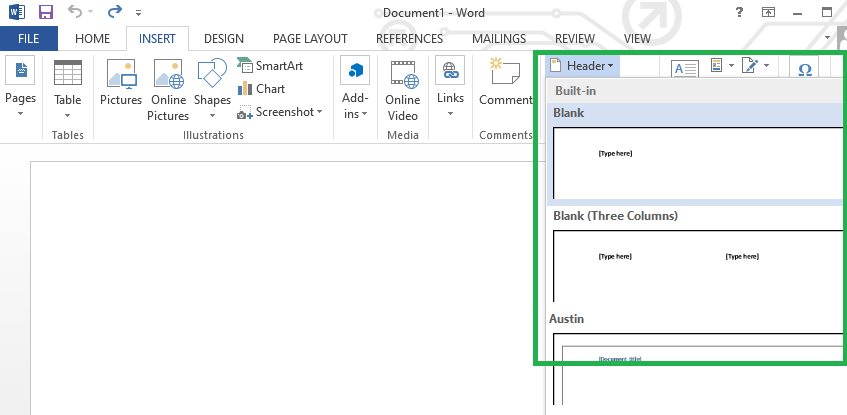 Document1 - Word
FILE HOME INSERT DESIGN PAGE LAYOUT REFERENCES MAILINGS REVIEW VIEW
Pages
Table
Pictures
Online
Pictures
Shapes
SmartArt
Chart
Screenshot
Add-
ins
Online
Video
Links
Comment
Header
Tables
Illustrations
Media
Comments
Built-in
Blank
[Type here]
Blank (Three Columns)
[Type here] [Type here]
Austin
[Document title]